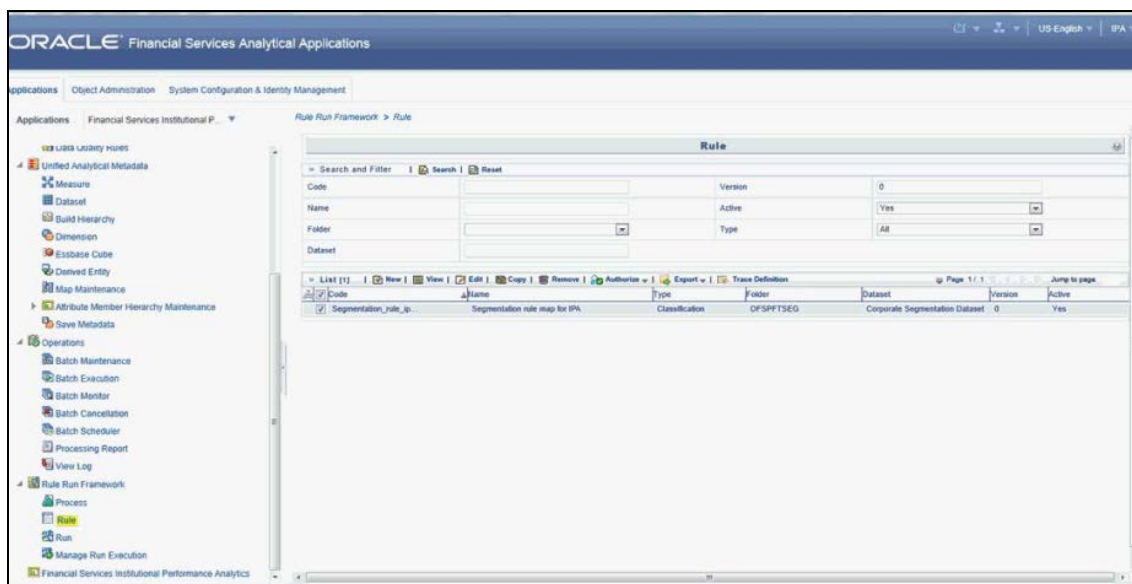 ORACLE Financial Services Analytical Applications
US-English
IPA
Applications Object Administration System Configuration & Identity Management
Applications Financial Services Institutional P...
Rule Run Framework > Rule
Data Quality Rules
Unified Analytical Metadata
Measure
Dataset
Build Hierarchy
Dimension
Essbase Cube
Derived Entity
Map Maintenance
Attribute Member Hierarchy Maintenance
Save Metadata
Operations
Batch Maintenance
Batch Execution
Batch Monitor
Batch Cancellation
Batch Scheduler
Processing Report
View Log
Rule Run Framework
Process
Rule
Run
Manage Run Execution
Financial Services Institutional Performance Analytics
Rule
» Search and Filter | Search | Reset
Code Version 0
Name Active Yes
Folder Type All
Dataset
» List [1] | New | View | Edit | Copy | Remove | Authorize | Export | Trace Definition Page 1/1 Jump to page
Code Name Type Folder Dataset Version Active
Segmentation_rule_ip... Segmentation rule map for IPA Classification OFSPFTSEG Corporate Segmentation Dataset 0 Yes